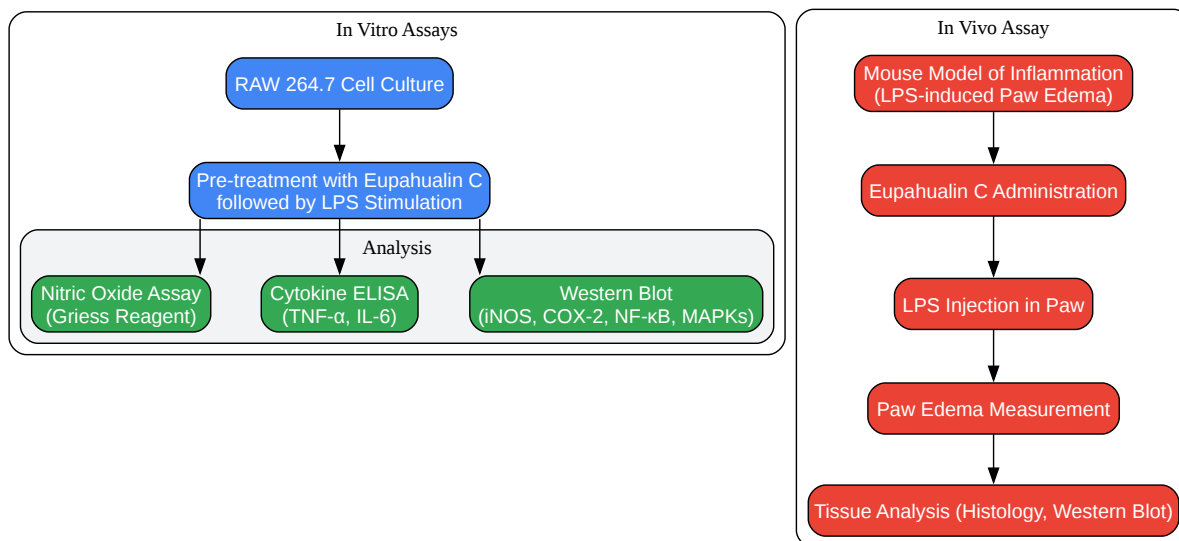 In Vitro Assays
RAW 264.7 Cell Culture
Pre-treatment with Eupahualin C
followed by LPS Stimulation
Analysis
Nitric Oxide Assay
(Griess Reagent)
Cytokine ELISA
(TNF-α, IL-6)
Western Blot
(iNOS, COX-2, NF-κB, MAPKs)
In Vivo Assay
Mouse Model of Inflammation
(LPS-induced Paw Edema)
Eupahualin C Administration
LPS Injection in Paw
Paw Edema Measurement
Tissue Analysis (Histology, Western Blot)